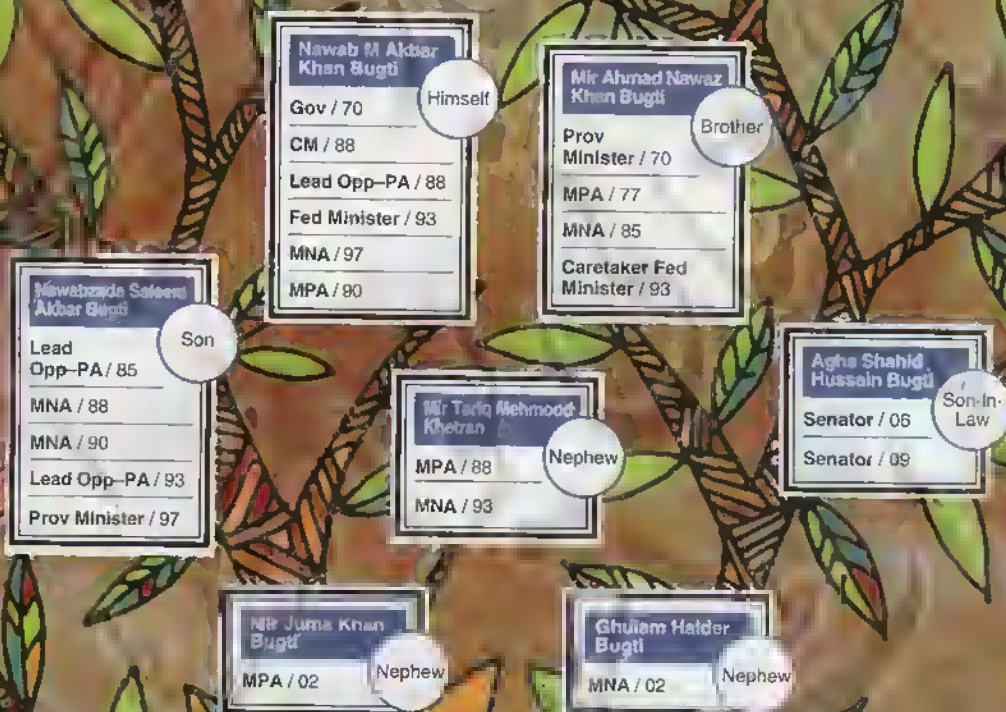 Nawab M Akbar
Khan Bugti
Himself
Gov / 70
CM / 88
Lead Opp–PA / 88
Fed Minister / 93
MNA / 97
MPA / 90
Mir Ahmad Nawaz
Khan Bugti
Brother
Prov
Minister / 70
MPA / 77
MNA / 85
Caretaker Fed
Minister / 93
Nawabzada Saleem
Akbar Bugti
Son
Lead
Opp–PA / 85
MNA / 88
MNA / 90
Lead Opp–PA / 93
Prov Minister / 97
Mir Tariq Mehmood
Khetran
Nephew
MPA / 88
MNA / 93
Agha Shahid
Hussain Bugti
Son-In-
Law
Senator / 06
Senator / 09
Mir Juma Khan
Bugti
Nephew
MPA / 02
Ghulam Haider
Bugti
Nephew
MNA / 02